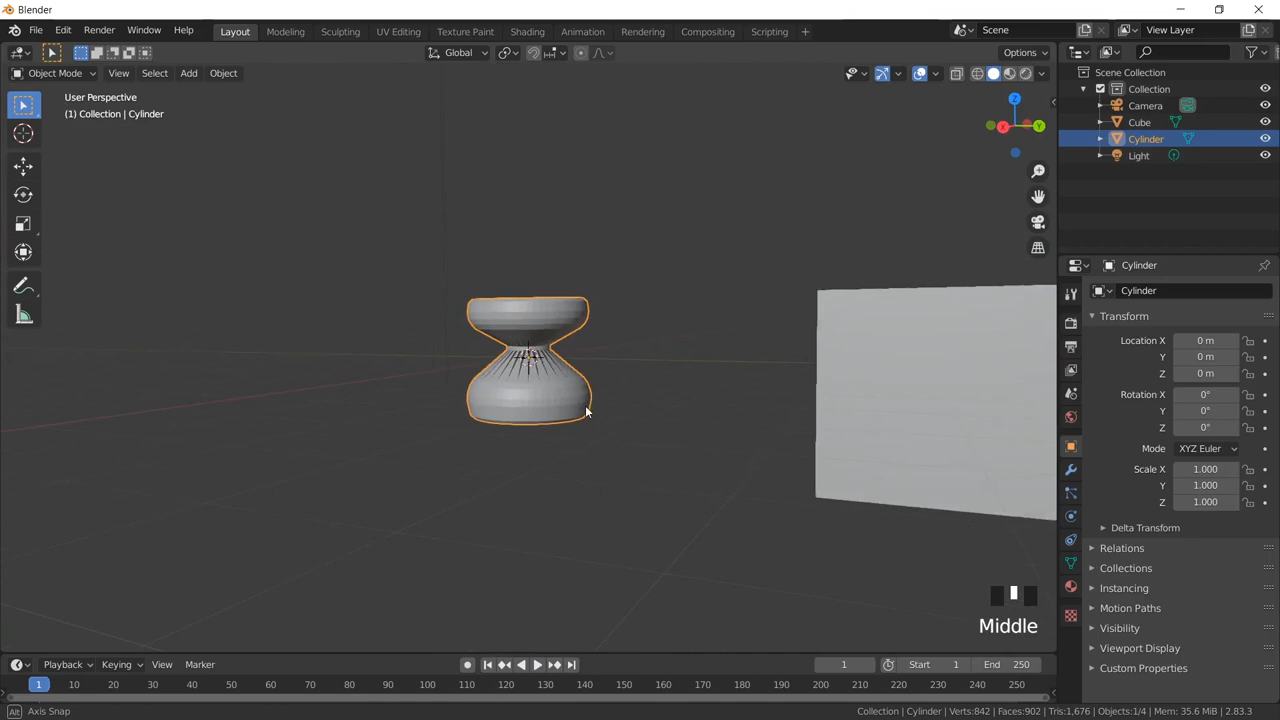 Blender
File Edit Render Window Help Layout Modeling Sculpting UV Editing Texture Paint Shading Animation Rendering Compositing Scripting + Scene View Layer
Global Options
Object Mode View Select Add Object
User Perspective
(1) Collection | Cylinder
Z
X
Y
Scene Collection
Collection
Camera
Cube
Cylinder
Light
Cylinder
Cylinder
Transform
Location X 0 m
Y 0 m
Z 0 m
Rotation X 0°
Y 0°
Z 0°
Mode XYZ Euler
Scale X 1.000
Y 1.000
Z 1.000
Delta Transform
Relations
Collections
Instancing
Motion Paths
Visibility
Viewport Display
Custom Properties
Middle
Playback Keying View Marker 1 Start 1 End 250
1 10 20 30 40 50 60 70 80 90 100 110 120 130 140 150 160 170 180 190 200 210 220 230 240 250
Alt Axis Snap Collection | Cylinder | Verts:842 | Faces:902 | Tris:1,676 | Objects:1/4 | Mem: 35.6 MiB | 2.83.3